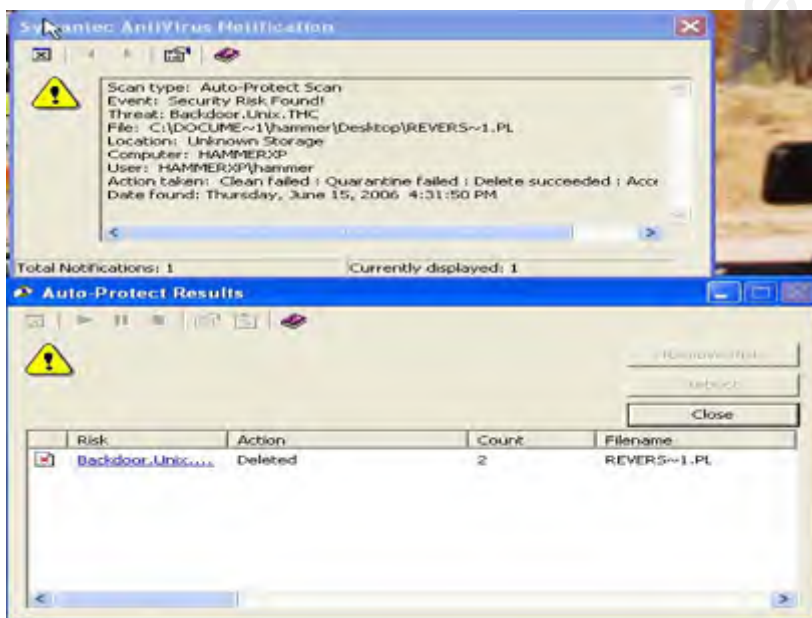 Symantec AntiVirus Notification
Scan type: Auto-Protect Scan
Event: Security Risk Found!
Threat: Backdoor.Unix.THC
File: C:\DOCUME~1\hammer\Desktop\REVERS~1.PL
Location: Unknown Storage
Computer: HAMMERXP
User: HAMMERXP\hammer
Action taken: Clean failed : Quarantine failed : Delete succeeded : Acce
Date found: Thursday, June 15, 2006 4:31:50 PM
Total Notifications: 1 Currently displayed: 1
Auto-Protect Results
Close
Risk Action Count Filename
Backdoor.Unix.... Deleted 2 REVERS~1.PL